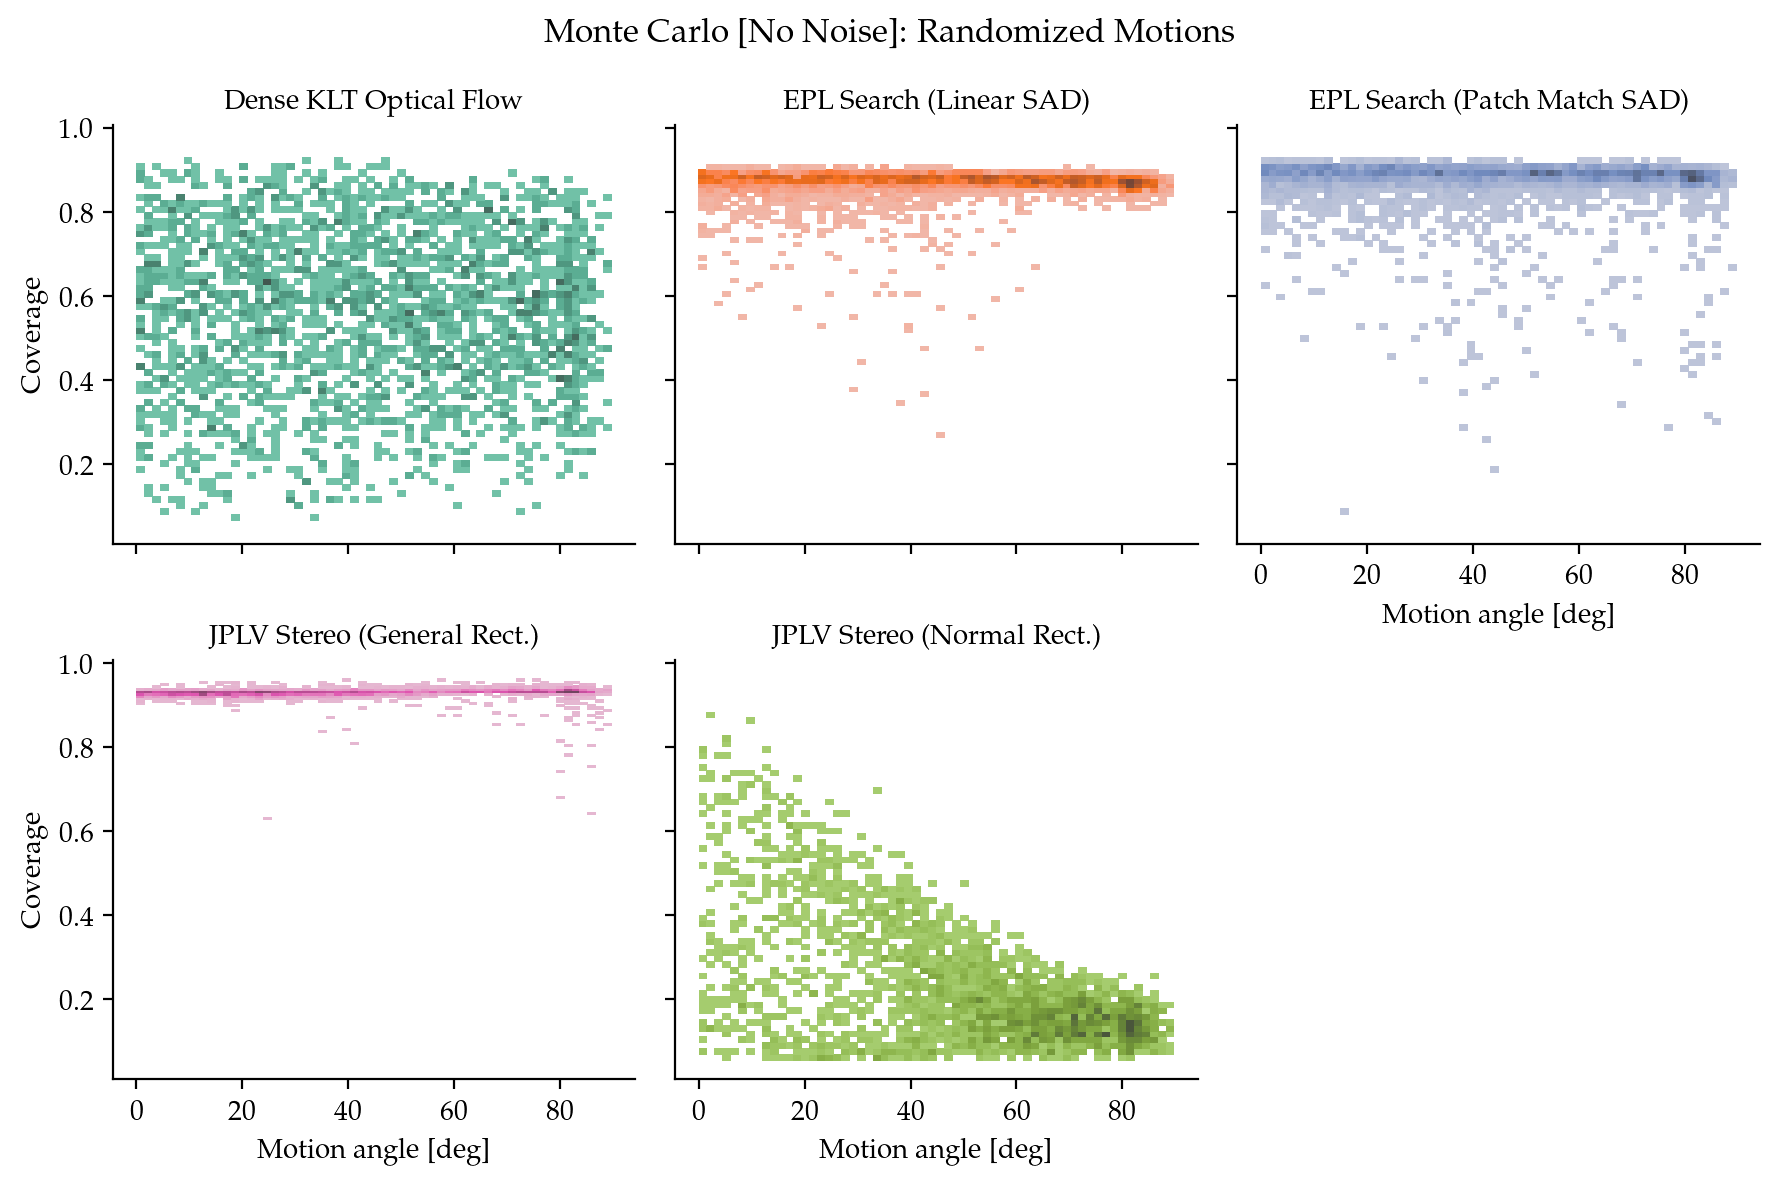 Monte Carlo [No Noise]: Randomized Motions
Dense KLT Optical Flow
EPL Search (Linear SAD)
EPL Search (Patch Match SAD)
1.0
0.8
0.6
0.4
0.2
Coverage
0 20 40 60 80
Motion angle [deg]
JPLV Stereo (General Rect.)
JPLV Stereo (Normal Rect.)
1.0
0.8
0.6
0.4
0.2
Coverage
0 20 40 60 80
Motion angle [deg]
0 20 40 60 80
Motion angle [deg]